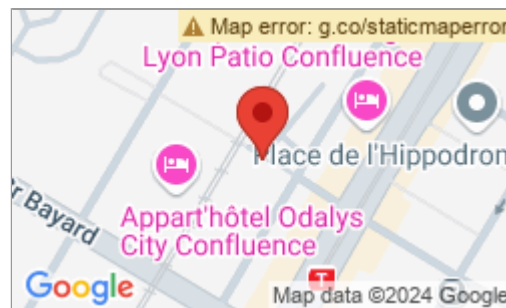 Map error: g.co/staticmaperror
Lyon Patio Confluence
Place de l'Hippodron
r Bayard
Appart'hôtel Odalys
City Confluence
T
Google
Map data ©2024 Google